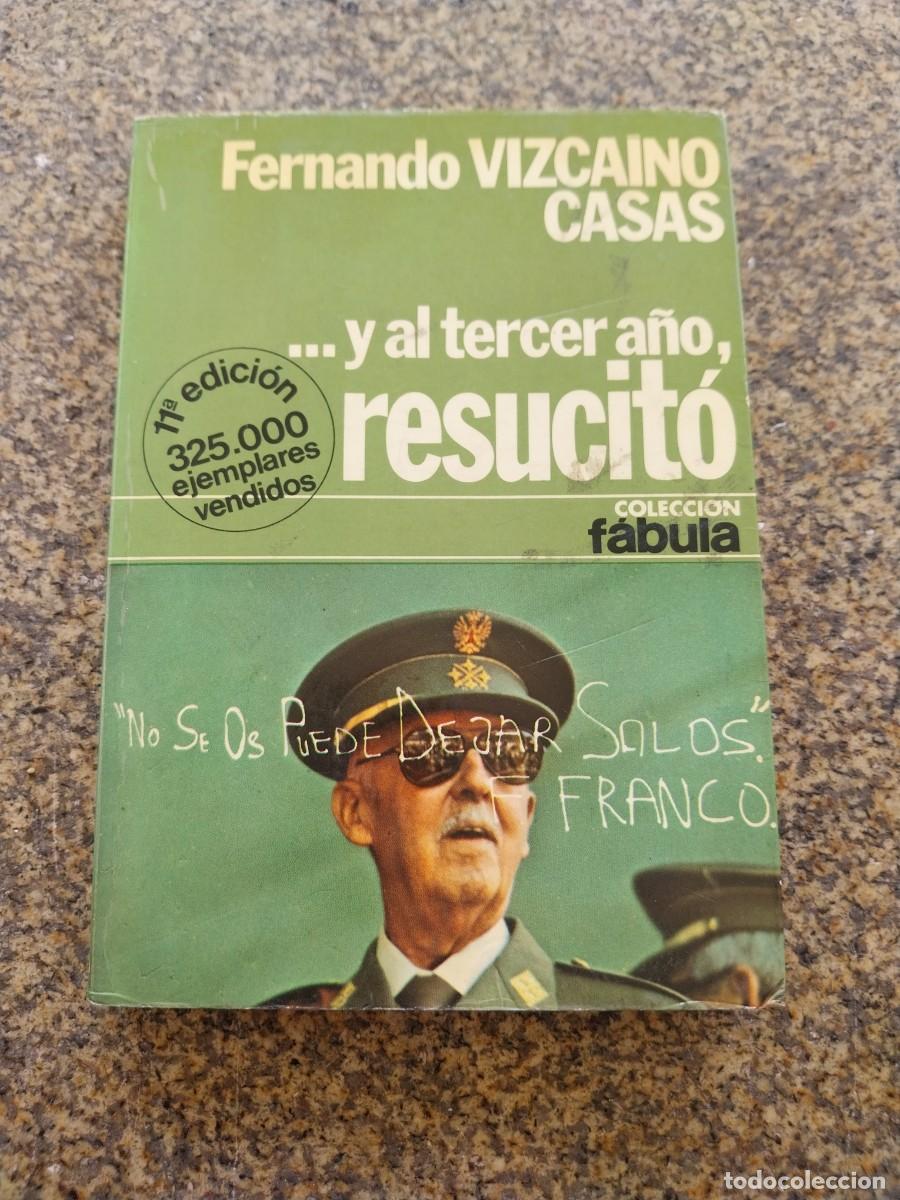 Fernando VIZCAINO
CASAS
... y al tercer año,
resucitó
11ª edición
325.000
ejemplares
vendidos
COLECCIÓN
fábula
"No SE Os PUEDE DEJAR SOLOS."
F FRANCO.
todocoleccion